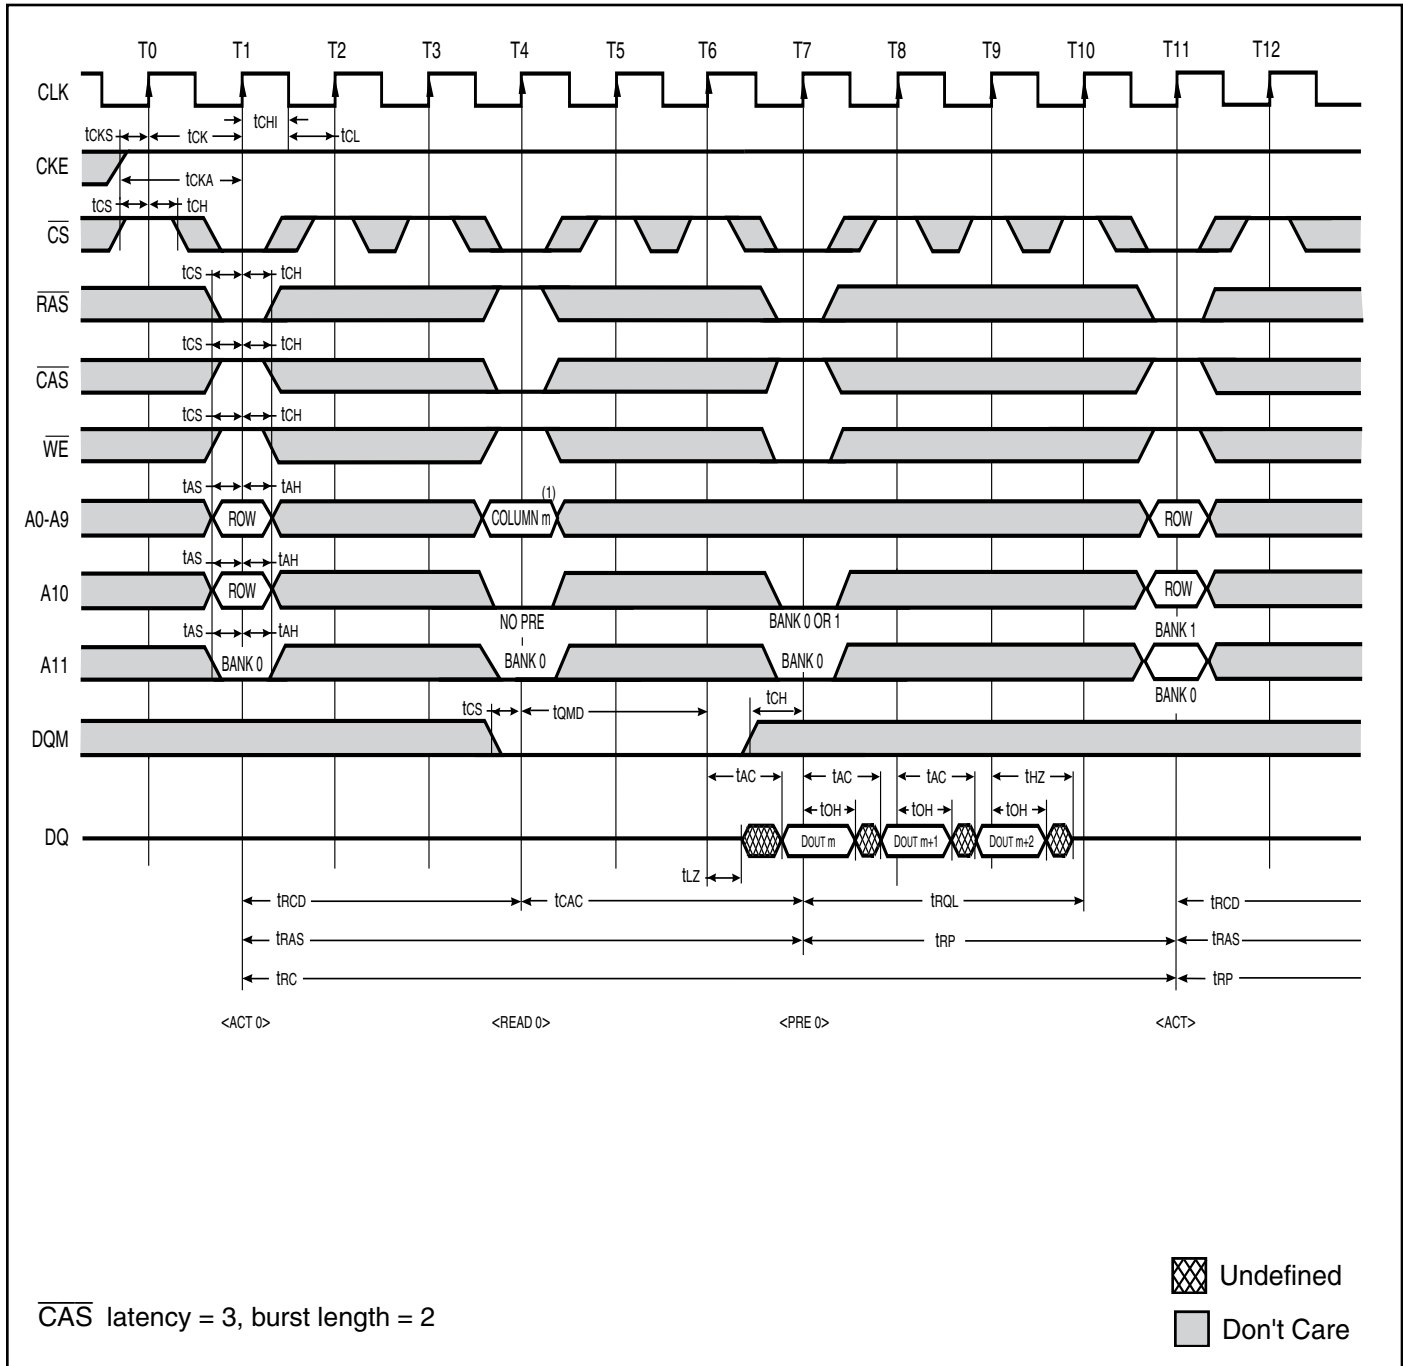 T0 T1 T2 T3 T4 T5 T6 T7 T8 T9 T10 T11 T12
CLK
tCHI
tCKS tCK tCL
CKE
tCKA
tCS tCH
CS
tCS tCH
RAS
tCS tCH
CAS
tCS tCH
WE
tAS tAH (1)
A0-A9 ROW COLUMN m ROW
tAS tAH
A10 ROW ROW
NO PRE BANK 0 OR 1
tAS tAH BANK 1
A11 BANK 0 BANK 0 BANK 0
BANK 0
tCS tQMD tCH
DQM
tAC tAC tAC tHZ
tOH tOH tOH
DQ DOUT m DOUT m+1 DOUT m+2
tLZ
tRCD tCAC tRQL tRCD
tRAS tRP tRAS
tRC tRP
<ACT 0> <READ 0> <PRE 0> <ACT>
Undefined
CAS latency = 3, burst length = 2
Don't Care